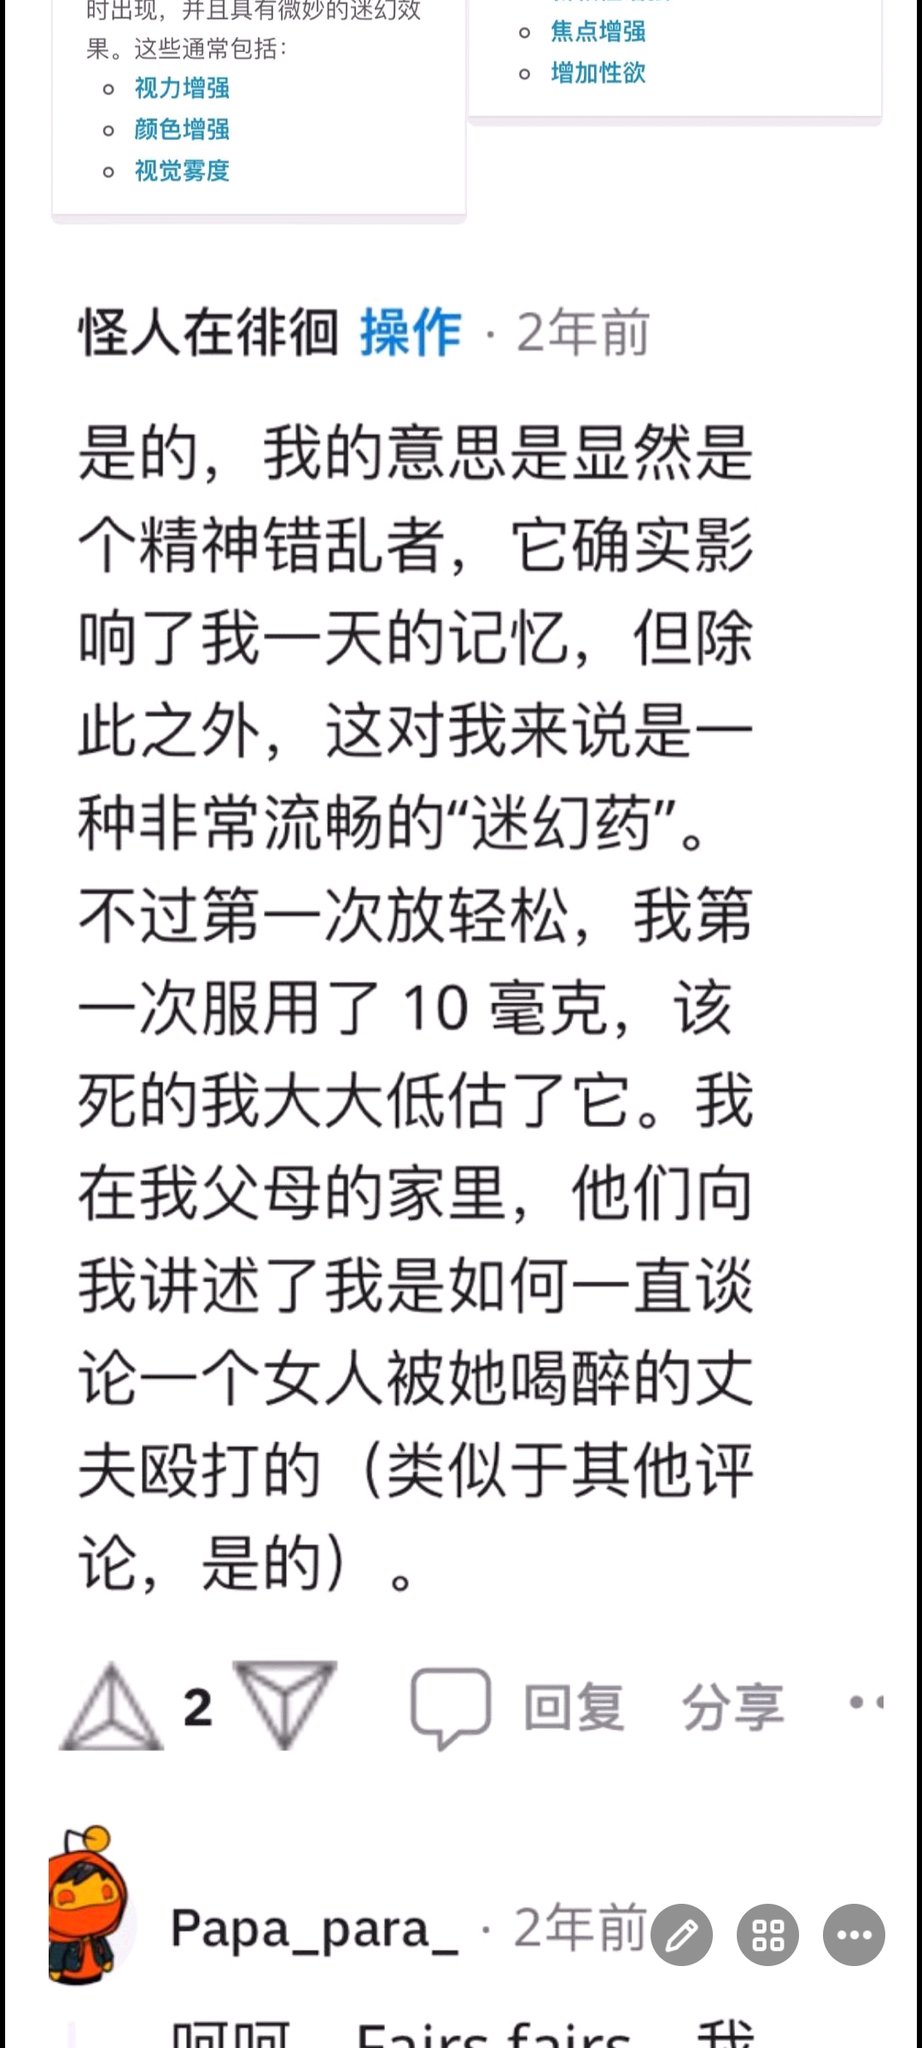 时出现，并且具有微妙的迷幻效
果。这些通常包括：
视力增强
颜色增强
视觉雾度
焦点增强
增加性欲
怪人在徘徊 操作 · 2年前
是的，我的意思是显然是
个精神错乱者，它确实影
响了我一天的记忆，但除
此之外，这对我来说是一
种非常流畅的“迷幻药”。
不过第一次放轻松，我第
一次服用了 10 毫克，该
死的我大大低估了它。我
在我父母的家里，他们向
我讲述了我是如何一直谈
论一个女人被她喝醉的丈
夫殴打的（类似于其他评
论，是的）。
2 回复 分享
Papa_para_ · 2年前
呵呵，Fairs fairs，我